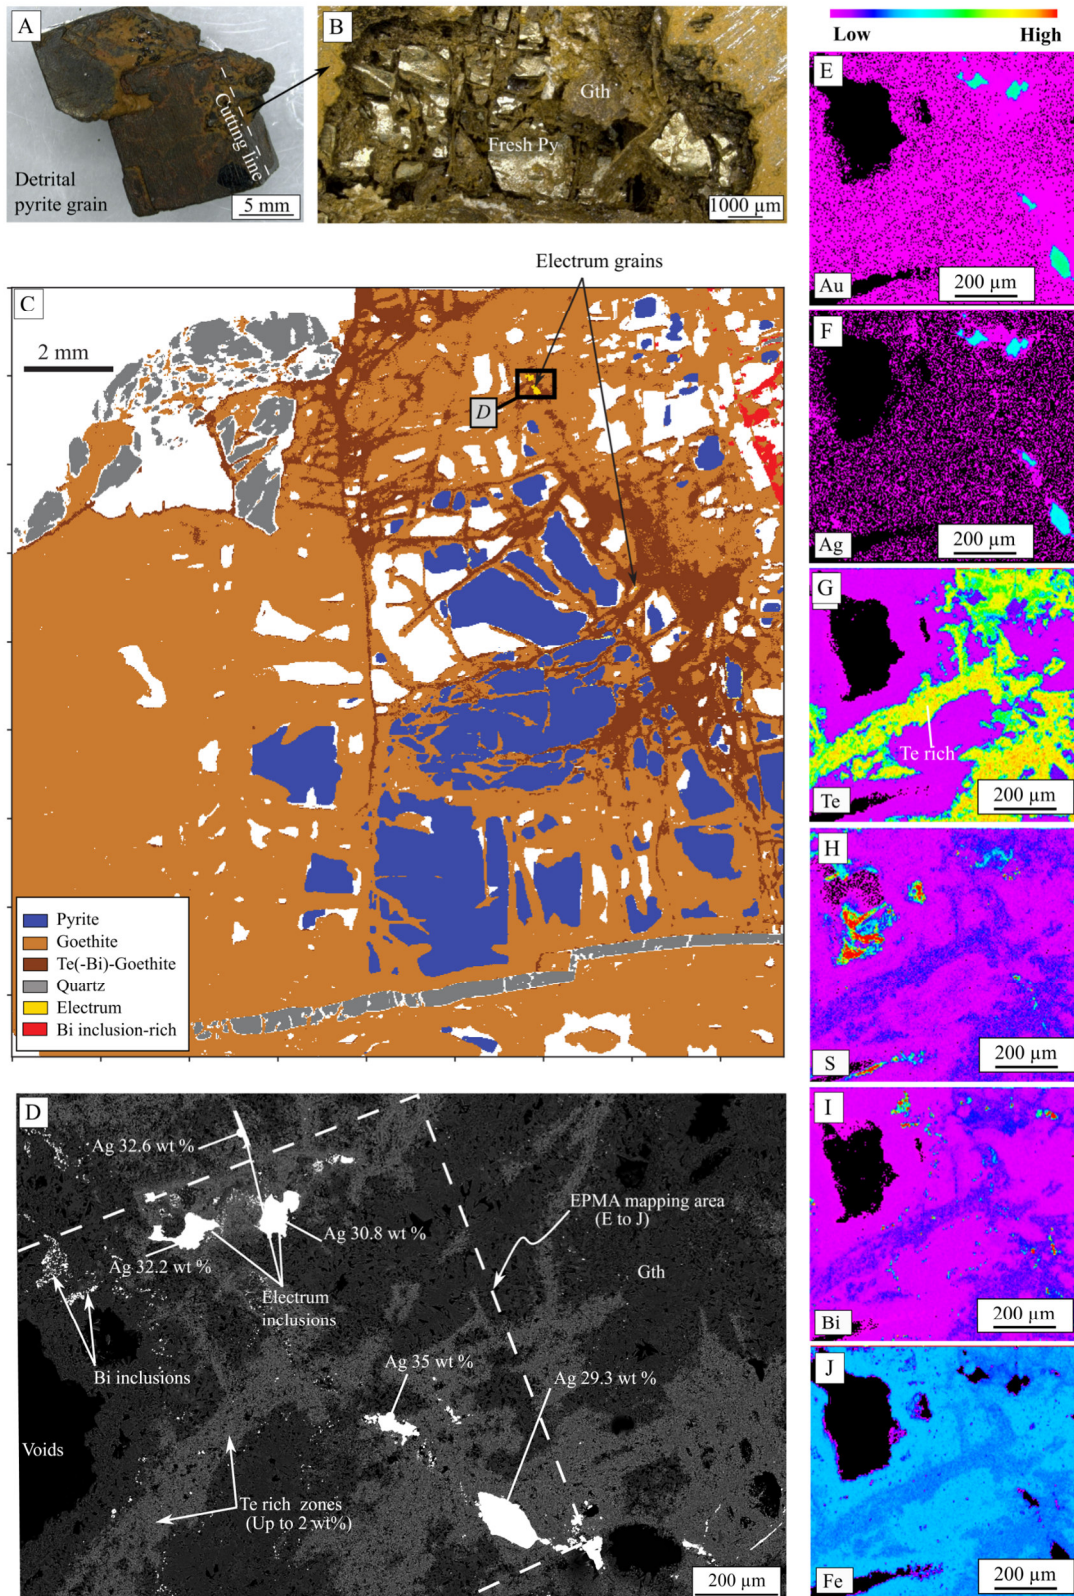 A
Detrital
pyrite grain
Cutting line
5 mm
B
Gth
Fresh Py
1000 µm
Low
High
E
Au
200 µm
F
Ag
200 µm
G
Te rich
Te
200 µm
H
S
200 µm
I
Bi
200 µm
J
Fe
200 µm
Electrum grains
C
2 mm
D
Pyrite
Goethite
Te(-Bi)-Goethite
Quartz
Electrum
Bi inclusion-rich
D
Ag 32.6 wt %
EPMA mapping area
(E to J)
Ag 30.8 wt %
Ag 32.2 wt %
Gth
Electrum
inclusions
Bi inclusions
Ag 35 wt %
Ag 29.3 wt %
Voids
Te rich zones
(Up to 2 wt%)
200 µm